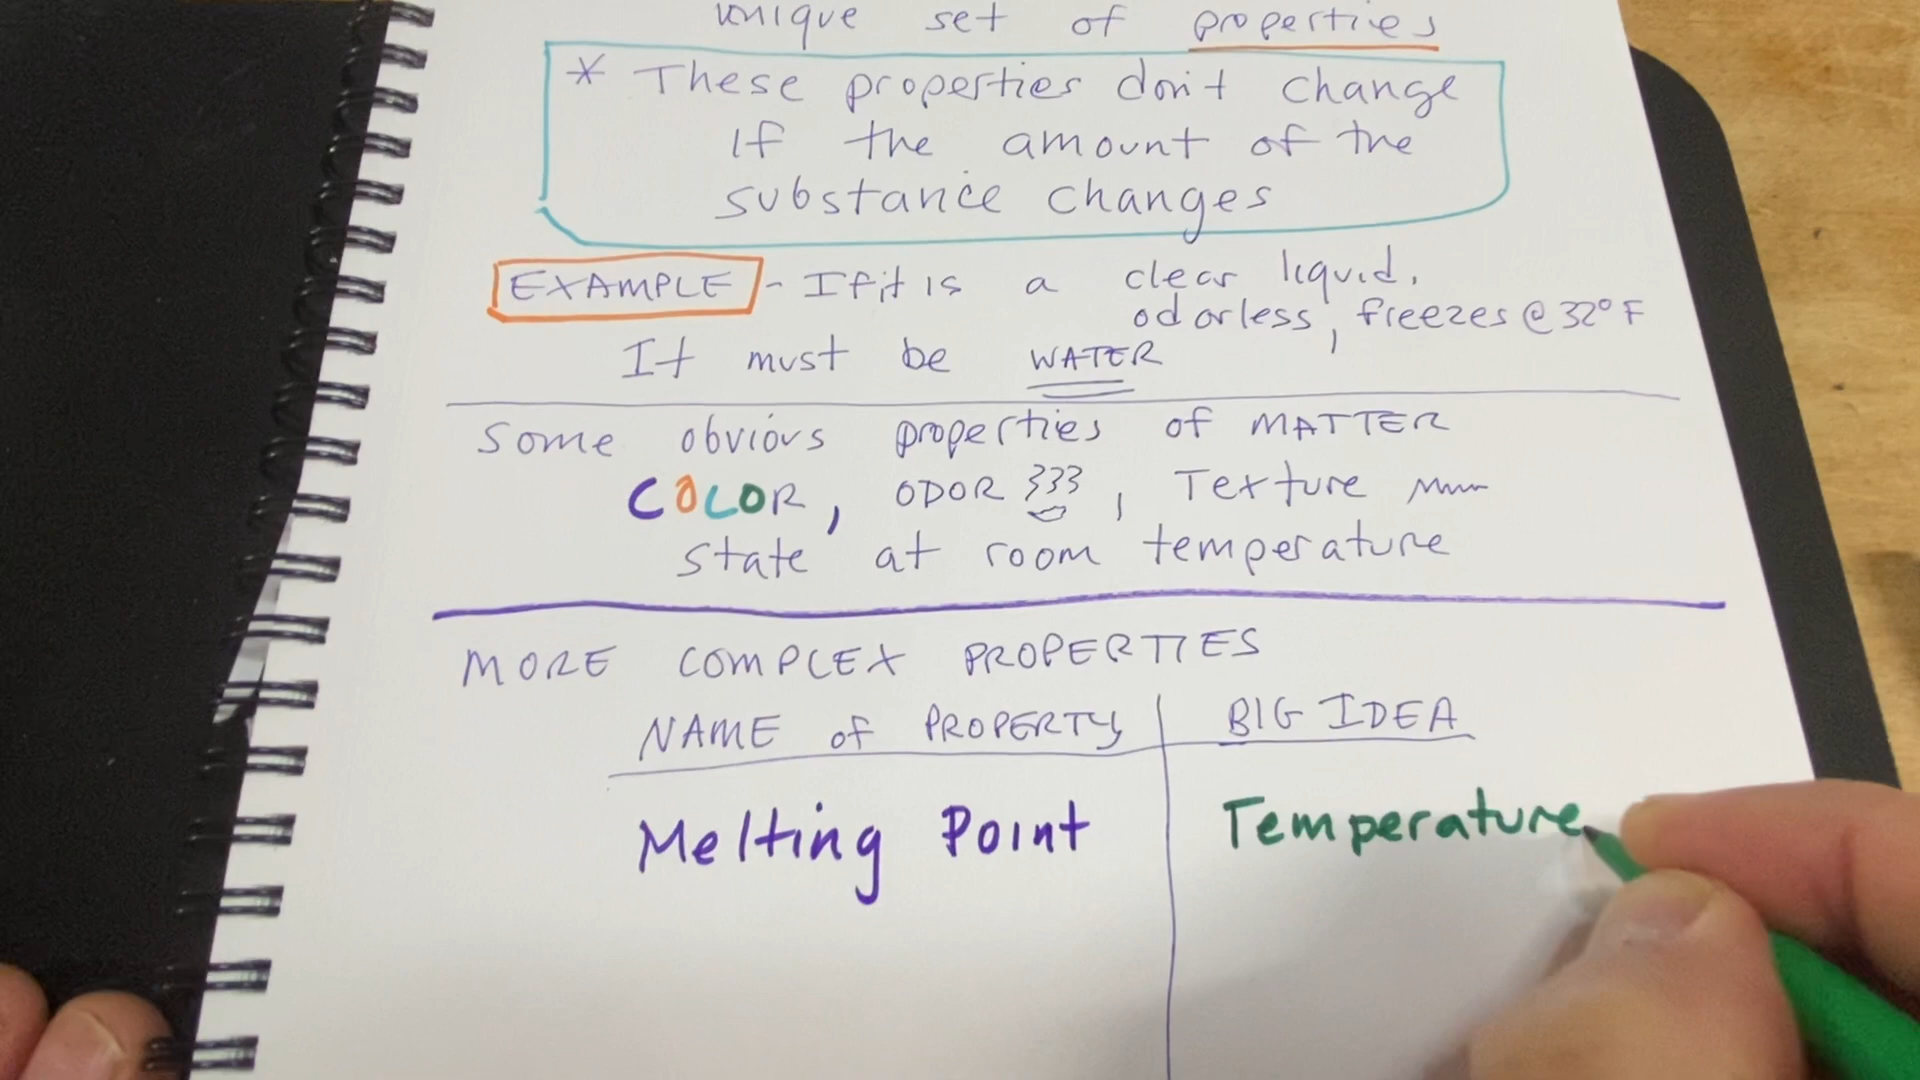 unique set of properties
* These properties don't change
If the amount of the
substance changes
EXAMPLE - If it is a clear liquid,
odorless, freezes @ 32° F
It must be WATER
Some obvious properties of MATTER
COLOR, ODOR, Texture
state at room temperature
MORE COMPLEX PROPERTIES
NAME of PROPERTY BIG IDEA
Melting Point Temperature